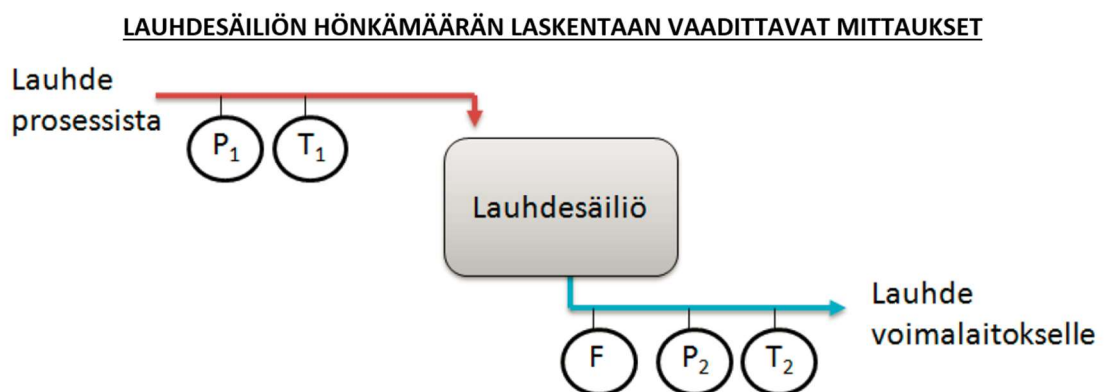 LAUHDESÄILIÖN HÖNKÄMÄÄRÄN LASKENTAAN VAADITTAVAT MITTAUKSET
Lauhde
prosessista
P₁ T₁
Lauhdesäiliö
Lauhde
voimalaitokselle
F P₂ T₂